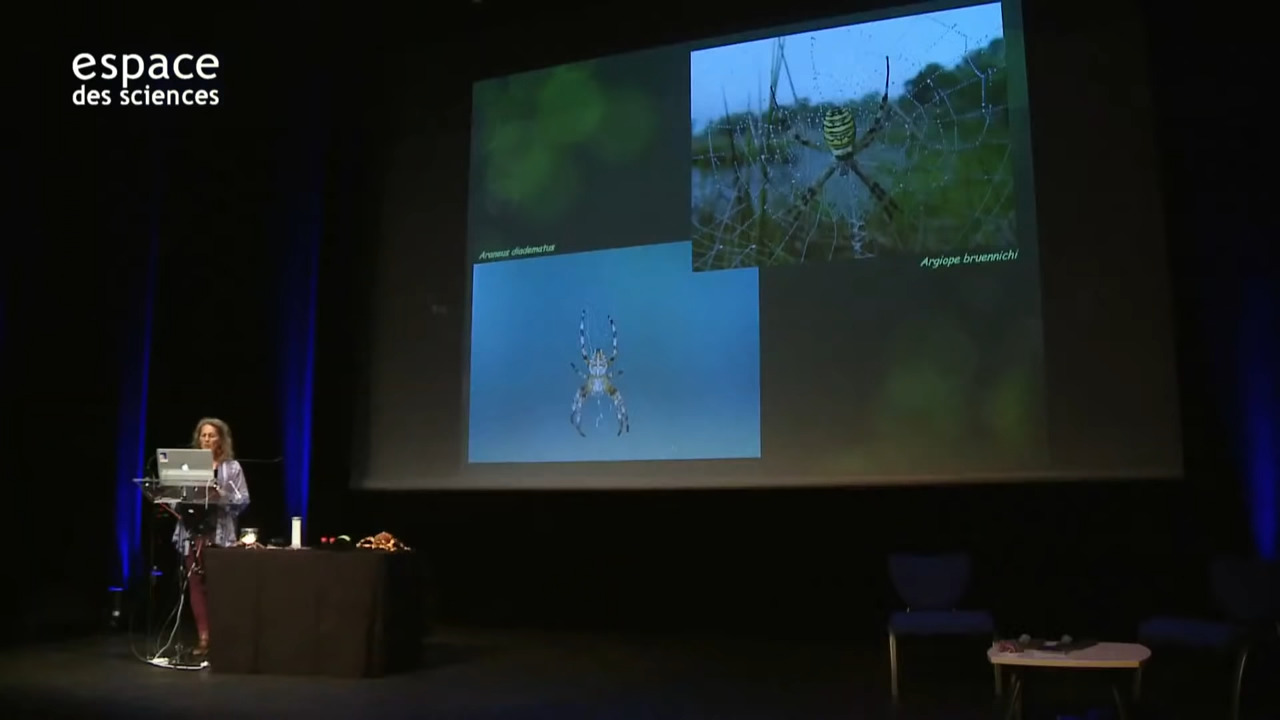 espace
des sciences
Araneus diadematus
Argiope bruennichi